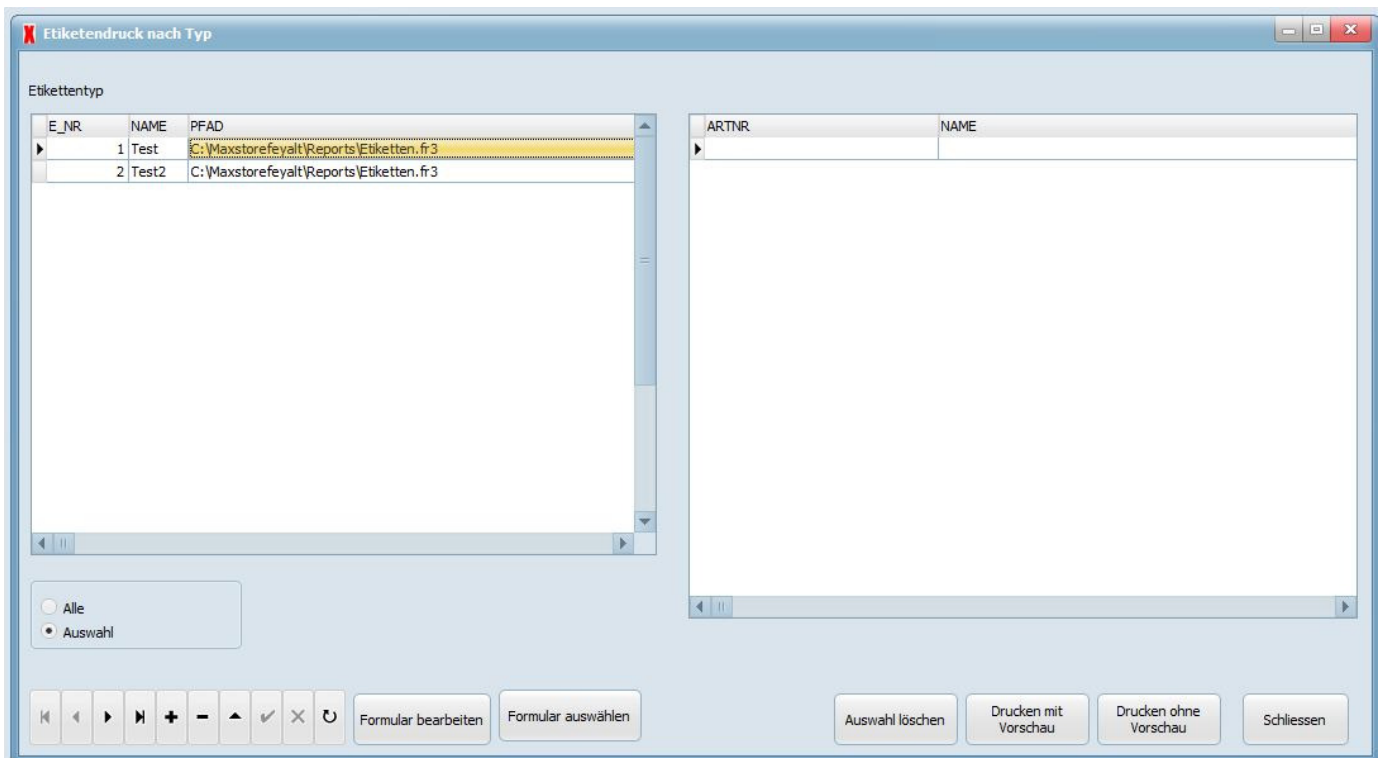 Etiketendruck nach Typ
Etikettentyp
E_NR NAME PFAD
1 Test C:\Maxstorefeyalt\Reports\Etiketten.fr3
2 Test2 C:\Maxstorefeyalt\Reports\Etiketten.fr3
ARTNR NAME
Alle
Auswahl
Formular bearbeiten
Formular auswählen
Auswahl löschen
Drucken mit
Vorschau
Drucken ohne
Vorschau
Schliessen